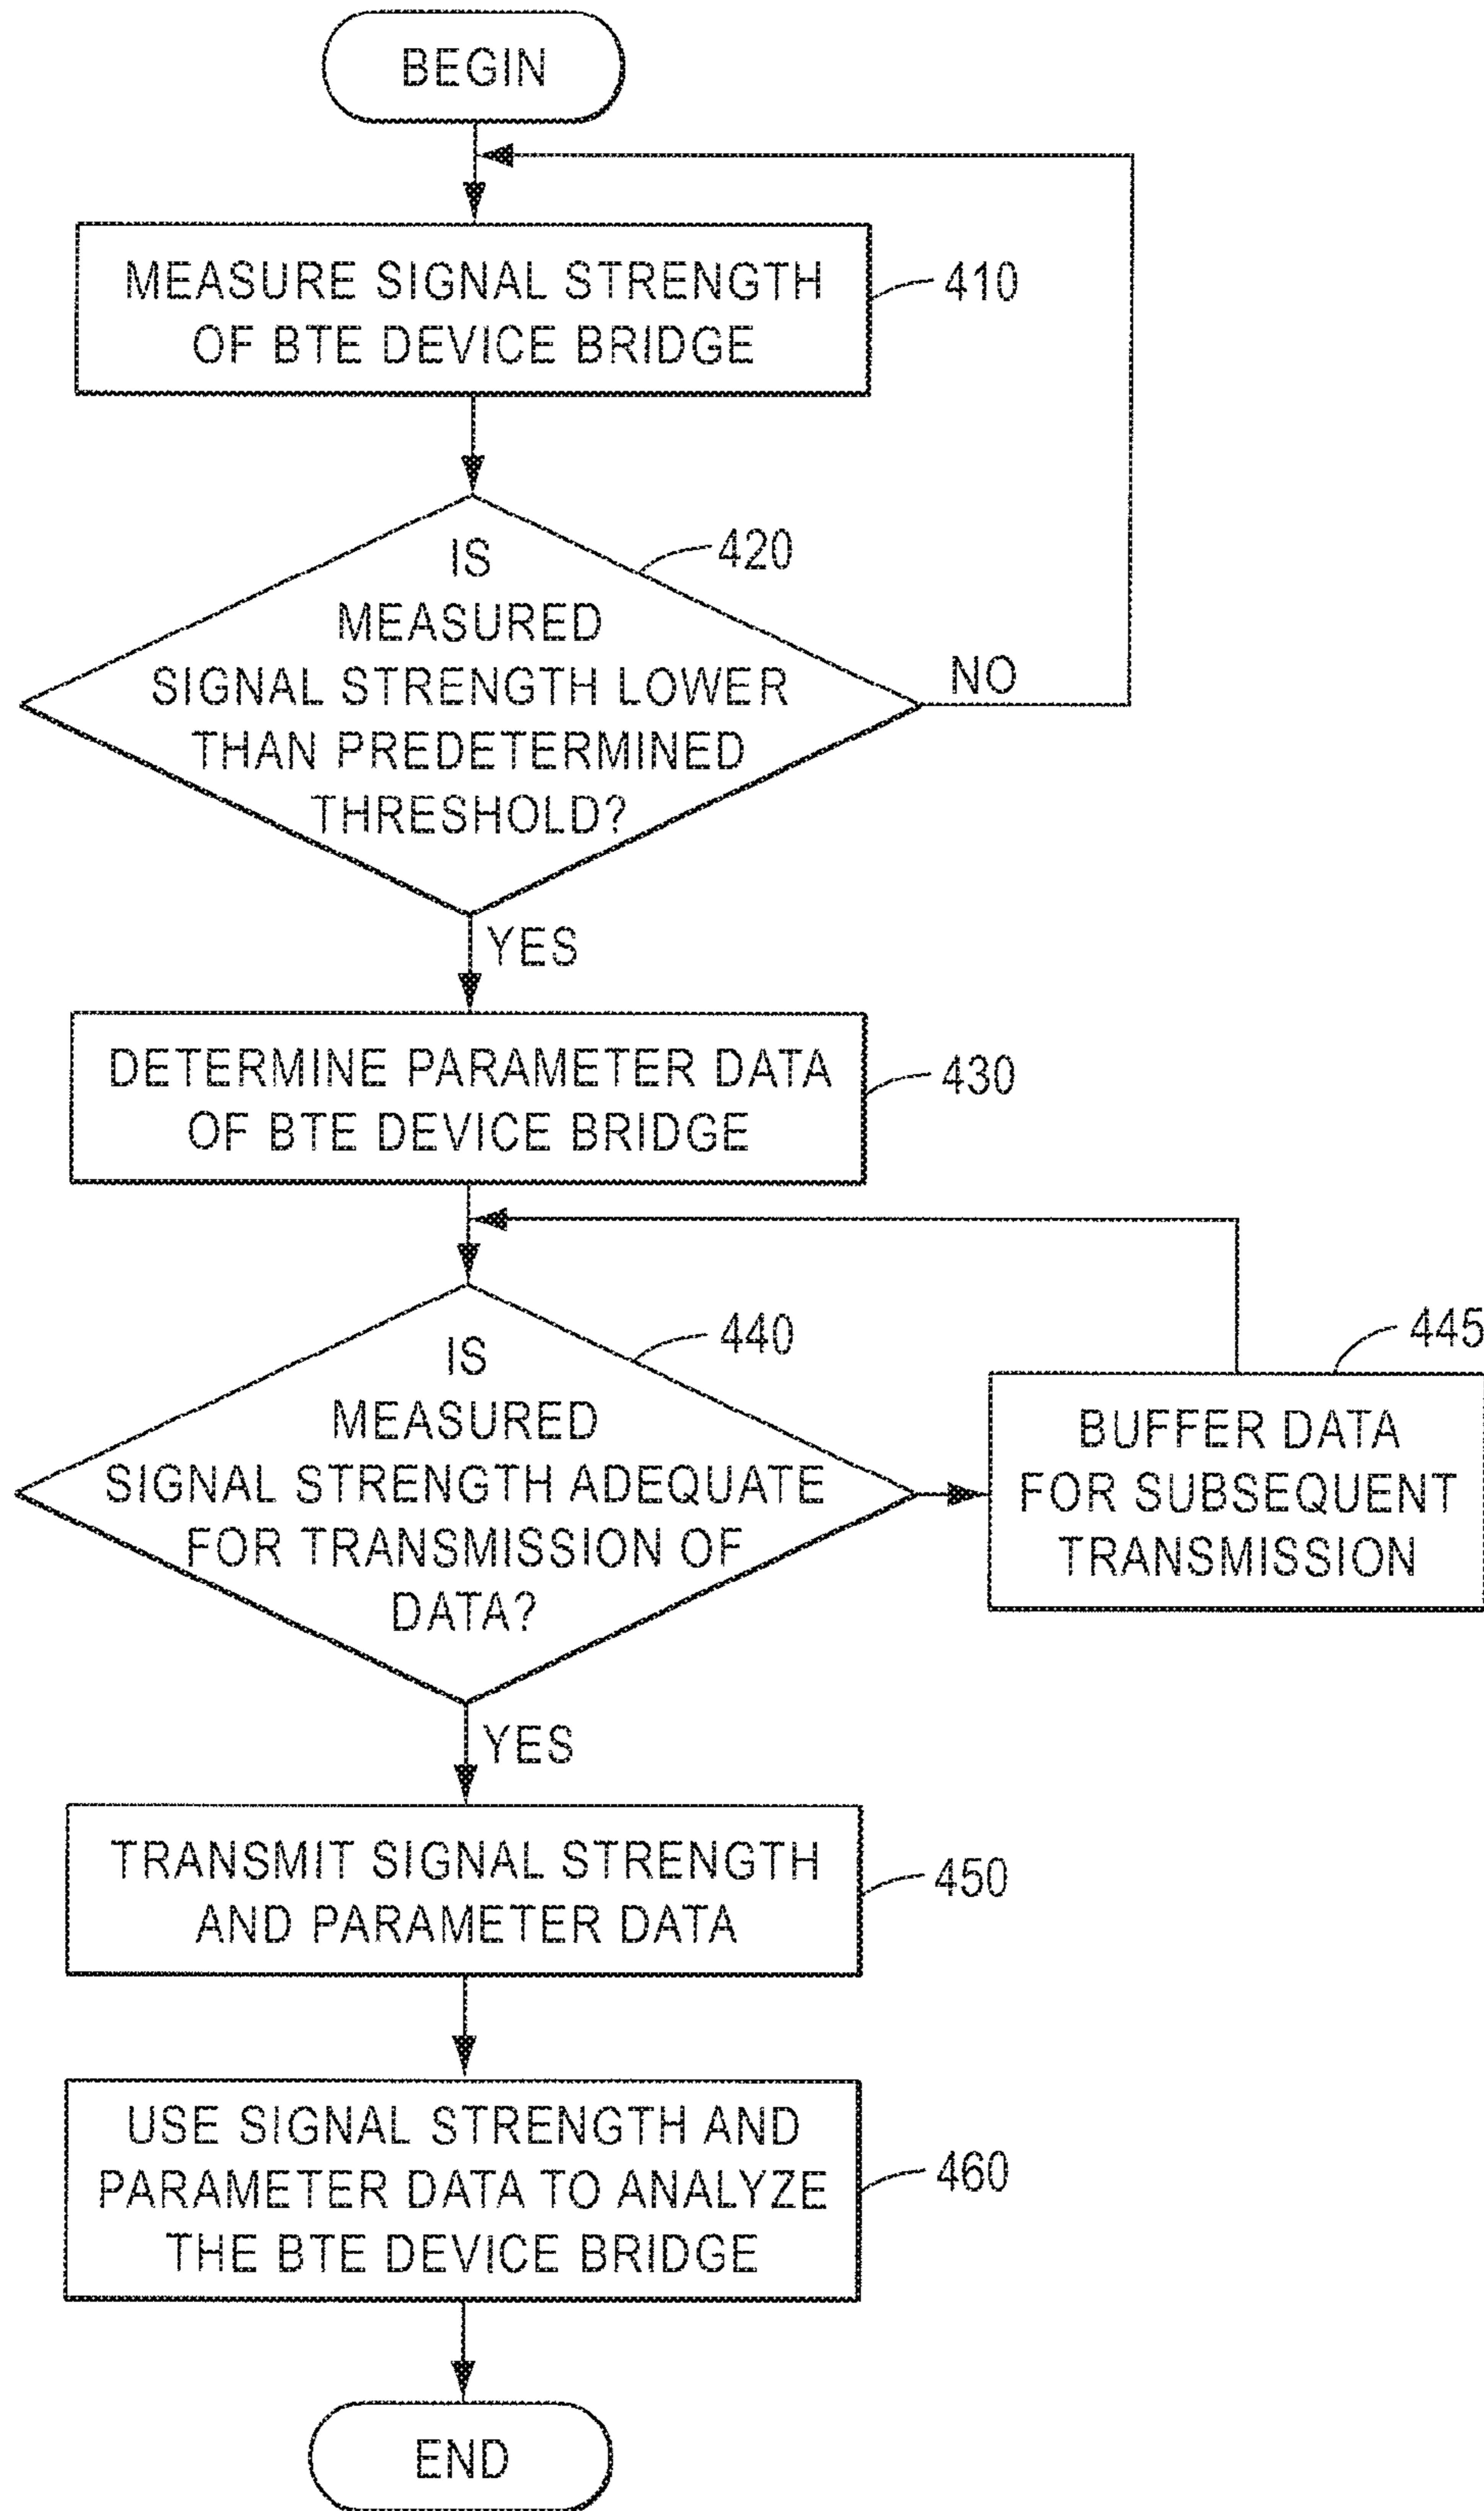 BEGIN
MEASURE SIGNAL STRENGTH
OF BTE DEVICE BRIDGE
410
IS
MEASURED
SIGNAL STRENGTH LOWER
THAN PREDETERMINED
THRESHOLD?
420
NO
YES
DETERMINE PARAMETER DATA
OF BTE DEVICE BRIDGE
430
IS
MEASURED
SIGNAL STRENGTH ADEQUATE
FOR TRANSMISSION OF
DATA?
440
445
BUFFER DATA
FOR SUBSEQUENT
TRANSMISSION
YES
TRANSMIT SIGNAL STRENGTH
AND PARAMETER DATA
450
USE SIGNAL STRENGTH AND
PARAMETER DATA TO ANALYZE
THE BTE DEVICE BRIDGE
460
END